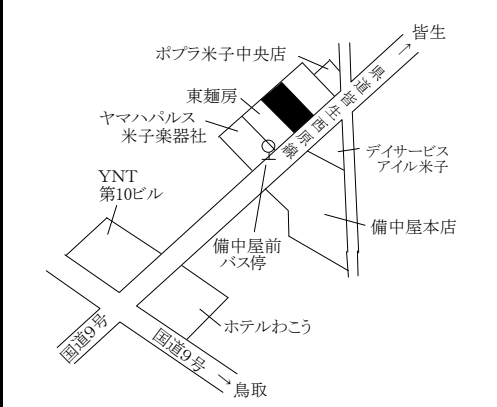 皆生
ポプラ米子中央店
東麺房
ヤマハパルス
米子楽器社
県道皆生西原線
デイサービス
アイル米子
YNT
第10ビル
備中屋本店
備中屋前
バス停
ホテルわこう
国道9号
国道9号
鳥取